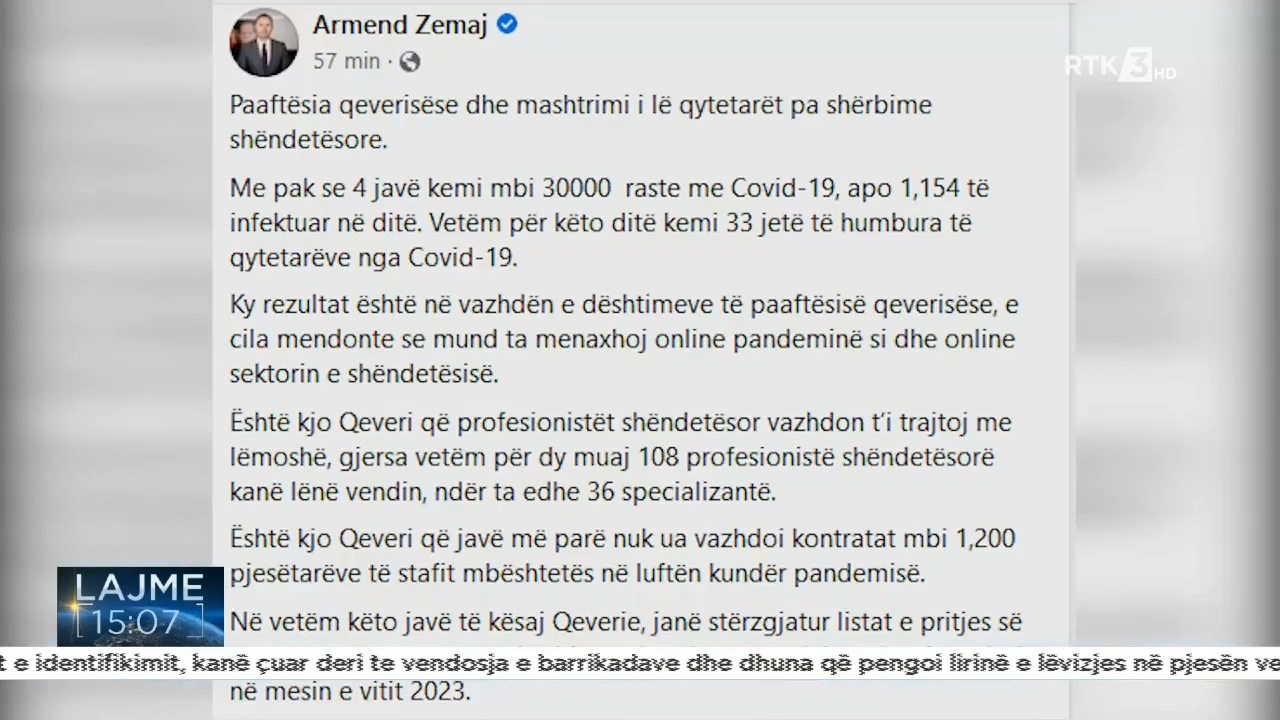 Armend Zemaj
57 min ·
RTK 3 HD
Paaftësia qeverisëse dhe mashtrimi i lë qytetarët pa shërbime
shëndetësore.
Me pak se 4 javë kemi mbi 30000 raste me Covid-19, apo 1,154 të
infektuar në ditë. Vetëm për këto ditë kemi 33 jetë të humbura të
qytetarëve nga Covid-19.
Ky rezultat është në vazhdën e dështimeve të paaftësisë qeverisëse, e
cila mendonte se mund ta menaxhoj online pandeminë si dhe online
sektorin e shëndetësisë.
Është kjo Qeveri që profesionistët shëndetësor vazhdon t'i trajtoj me
lëmoshë, gjersa vetëm për dy muaj 108 profesionistë shëndetësorë
kanë lënë vendin, ndër ta edhe 36 specializantë.
Është kjo Qeveri që javë më parë nuk ua vazhdoi kontratat mbi 1,200
pjesëtarëve të stafit mbështetës në luftën kundër pandemisë.
Në vetëm këto javë të kësaj Qeverie, janë stërzgjatur listat e pritjes së
në mesin e vitit 2023.
LAJME
15:07
t e identifikimit, kanë çuar deri te vendosja e barrikadave dhe dhuna që pengoi lirinë e lëvizjes në pjesën ve